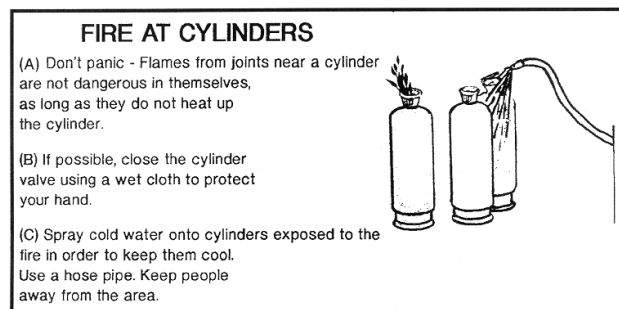 FIRE AT CYLINDERS
(A) Don't panic - Flames from joints near a cylinder
are not dangerous in themselves,
as long as they do not heat up
the cylinder.
(B) If possible, close the cylinder
valve using a wet cloth to protect
your hand.
(C) Spray cold water onto cylinders exposed to the
fire in order to keep them cool.
Use a hose pipe. Keep people
away from the area.